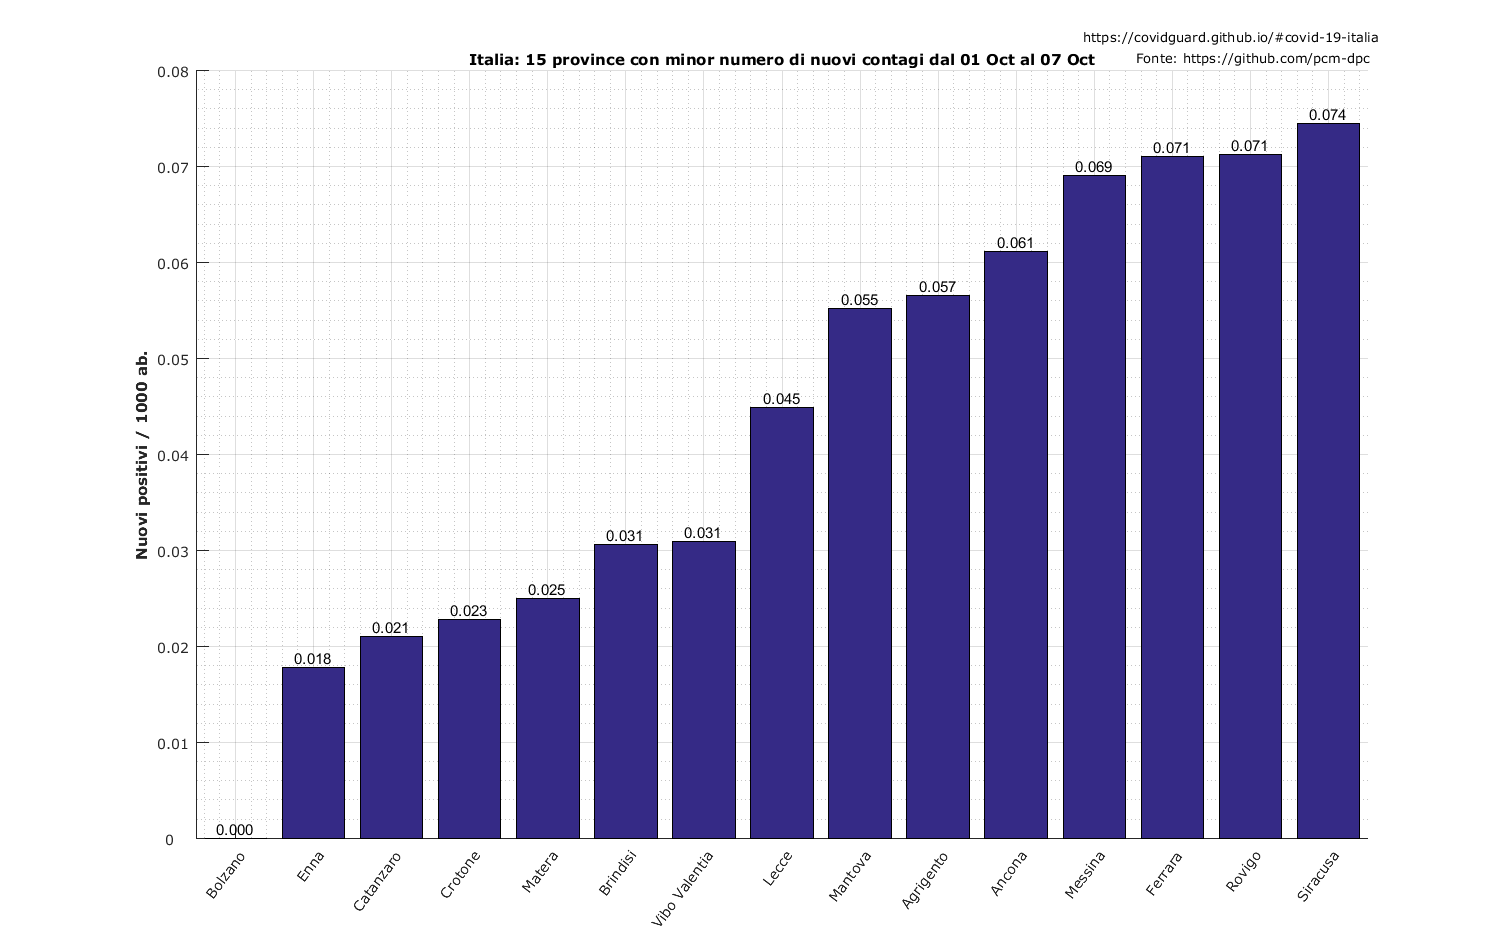 https://covidguard.github.io/#covid-19-italia
Italia: 15 province con minor numero di nuovi contagi dal 01 Oct al 07 Oct
Fonte: https://github.com/pcm-dpc
Nuovi positivi / 1000 ab.
0.08
0.07
0.06
0.05
0.04
0.03
0.02
0.01
0
0.000
0.018
0.021
0.023
0.025
0.031
0.031
0.045
0.055
0.057
0.061
0.069
0.071
0.071
0.074
Bolzano
Enna
Catanzaro
Crotone
Matera
Brindisi
Vibo Valentia
Lecce
Mantova
Agrigento
Ancona
Messina
Ferrara
Rovigo
Siracusa